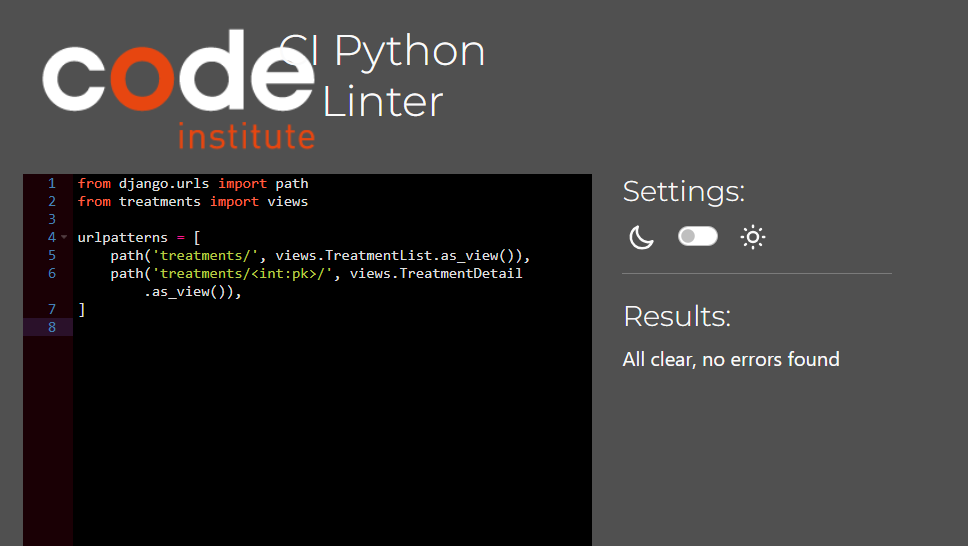 code
institute
CI Python
Linter
1 from django.urls import path
2 from treatments import views
3
4 urlpatterns = [
5     path('treatments/', views.TreatmentList.as_view()),
6     path('treatments/<int:pk>/', views.TreatmentDetail
        .as_view()),
7 ]
8
Settings:
Results:
All clear, no errors found